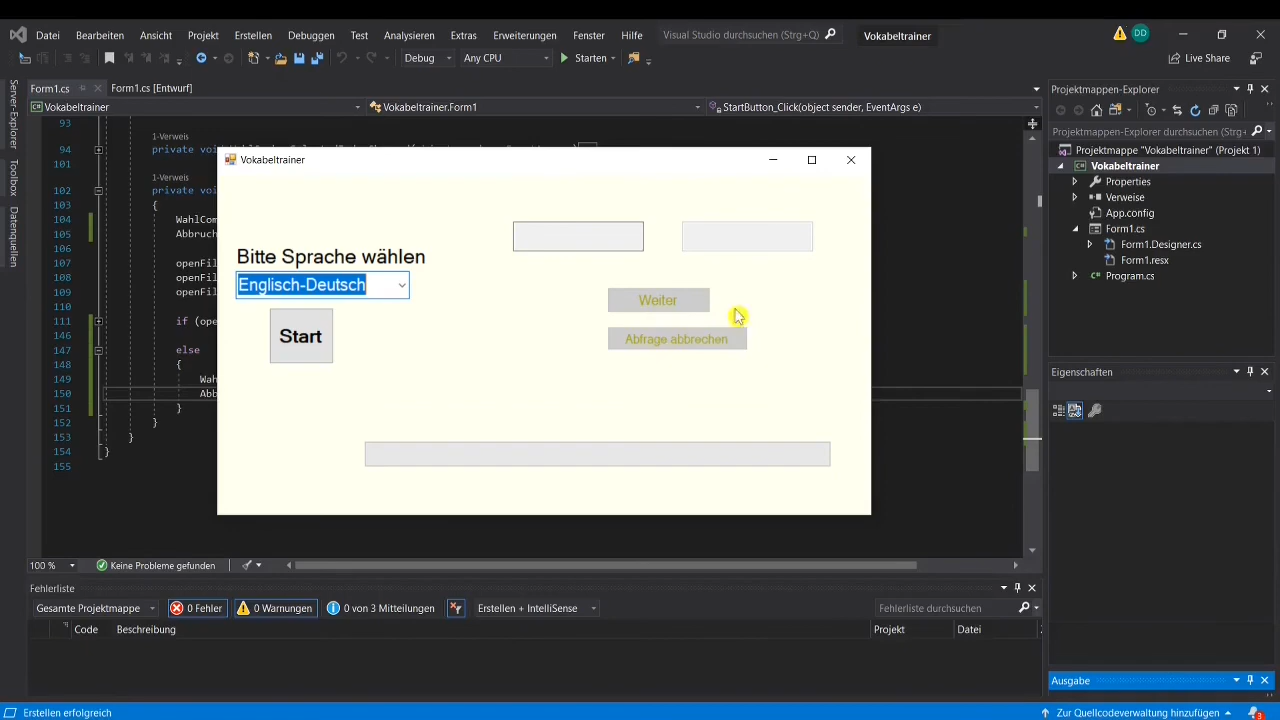 Datei Bearbeiten Ansicht Projekt Erstellen Debuggen Test Analysieren Extras Erweiterungen Fenster Hilfe Visual Studio durchsuchen (Strg+Q) Vokabeltrainer DD
Debug Any CPU Starten Live Share
Form1.cs Form1.cs [Entwurf]
Vokabeltrainer Vokabeltrainer.Form1 StartButton_Click(object sender, EventArgs e)
Server-Explorer
Toolbox
Datenquellen
93
1-Verweis
94 private vo
101
1-Verweis
102 private voi
103 {
104 WahlCom
105 Abbruch
106
107 openFil
108 openFil
109 openFil
110
111 if (ope
146
147 else
148 {
149 Wah
150 Abb
151 }
152 }
153 }
154 }
155
Vokabeltrainer
Bitte Sprache wählen
Englisch-Deutsch
Start
Weiter
Abfrage abbrechen
100 % Keine Probleme gefunden
Fehlerliste
Gesamte Projektmappe 0 Fehler 0 Warnungen 0 von 3 Mitteilungen Erstellen + IntelliSense Fehlerliste durchsuchen
Code Beschreibung Projekt Datei
Projektmappen-Explorer
Projektmappen-Explorer durchsuchen (Strg+
Projektmappe "Vokabeltrainer" (Projekt 1)
Vokabeltrainer
Properties
Verweise
App.config
Form1.cs
Form1.Designer.cs
Form1.resx
Program.cs
Eigenschaften
Ausgabe
Erstellen erfolgreich Zur Quellcodeverwaltung hinzufügen 3